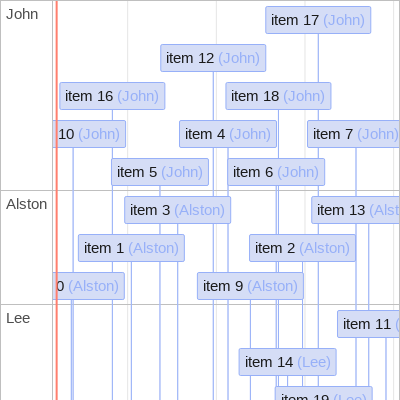 John
item 17 (John)
item 12 (John)
item 16 (John)
item 18 (John)
10 (John)
item 4 (John)
item 7 (John)
item 5 (John)
item 6 (John)
Alston
item 3 (Alston)
item 13 (Alst
item 1 (Alston)
item 2 (Alston)
0 (Alston)
item 9 (Alston)
Lee
item 11 (
item 14 (Lee)
item 19 (Lee)